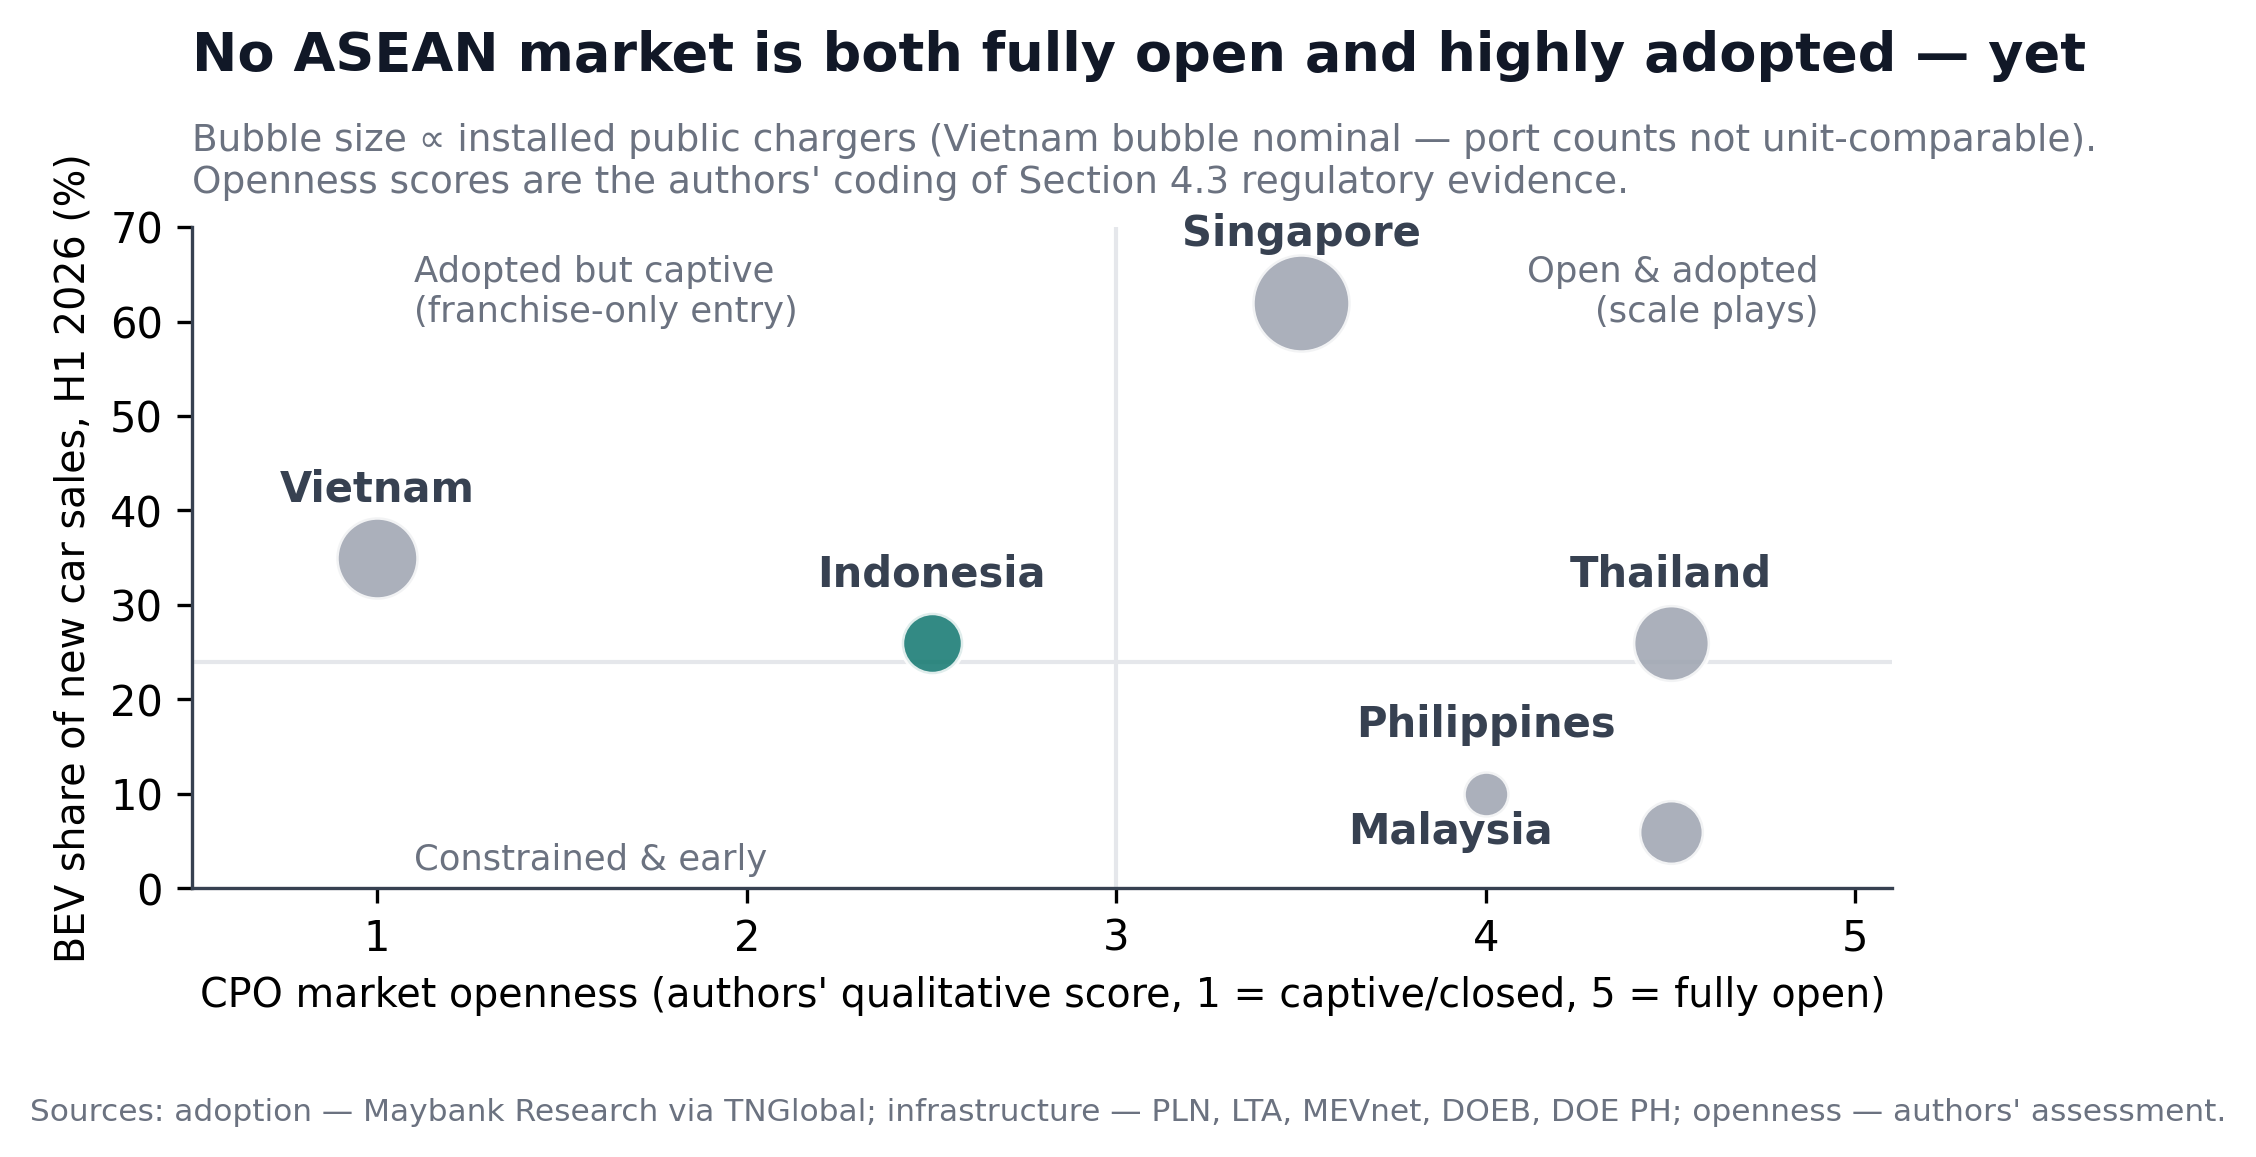 No ASEAN market is both fully open and highly adopted — yet
Bubble size ∝ installed public chargers (Vietnam bubble nominal — port counts not unit-comparable).
Openness scores are the authors' coding of Section 4.3 regulatory evidence.
BEV share of new car sales, H1 2026 (%)
70
60
50
40
30
20
10
0
Singapore
Adopted but captive
(franchise-only entry)
Open & adopted
(scale plays)
Vietnam
Indonesia
Thailand
Philippines
Malaysia
Constrained & early
1
2
3
4
5
CPO market openness (authors' qualitative score, 1 = captive/closed, 5 = fully open)
Sources: adoption — Maybank Research via TNGlobal; infrastructure — PLN, LTA, MEVnet, DOEB, DOE PH; openness — authors' assessment.